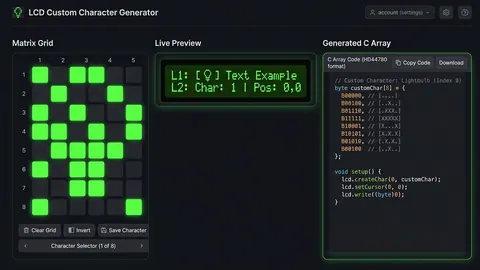 LCD Custom Character Generator
account (settings)
Matrix Grid
1 2 3 4 5
1
2
3
4
5
6
7
8
Clear Grid
Invert
Save Character
Character Selector (1 of 8)
Live Preview
L1: [ ] Text Example
L2: Char: 1 | Pos: 0,0
Generated C Array
C Array Code (HD44780 format)
Copy Code
Download
// Custom Character: Lightbulb (Index 0)
byte customChar[8] = {
B00000, // [....]
B00100, // [..X..]
B01110, // [.XXX.]
B11111, // [XXXXX]
B10001, // [X...X]
B10101, // [X.X.X]
B01010, // [.X.X.]
B00100 // [..X..]
};
void setup() {
lcd.createChar(0, customChar);
lcd.setCursor(0, 0);
lcd.write((byte)0);
}